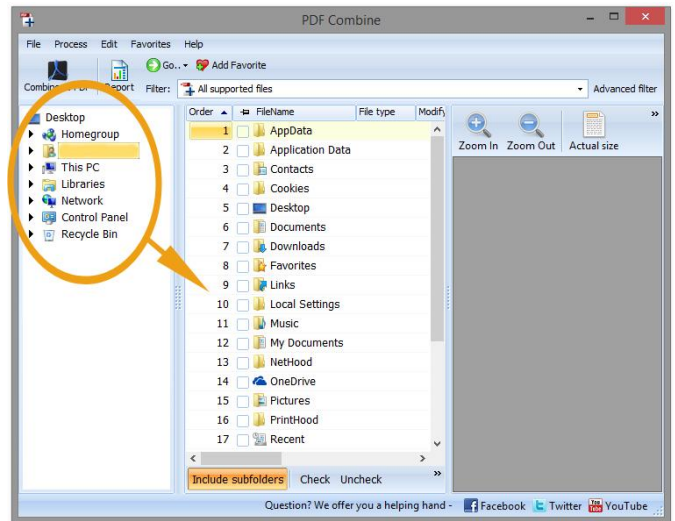 PDF Combine
File Process Edit Favorites Help
Go.. Add Favorite
Report Filter: All supported files Advanced filter
Desktop
Homegroup
This PC
Libraries
Network
Control Panel
Recycle Bin
Order FileName File type Modify
1 AppData
2 Application Data
3 Contacts
4 Cookies
5 Desktop
6 Documents
7 Downloads
8 Favorites
9 Links
10 Local Settings
11 Music
12 My Documents
13 NetHood
14 OneDrive
15 Pictures
16 PrintHood
17 Recent
Include subfolders Check Uncheck
Zoom In Zoom Out Actual size
Question? We offer you a helping hand - Facebook Twitter YouTube